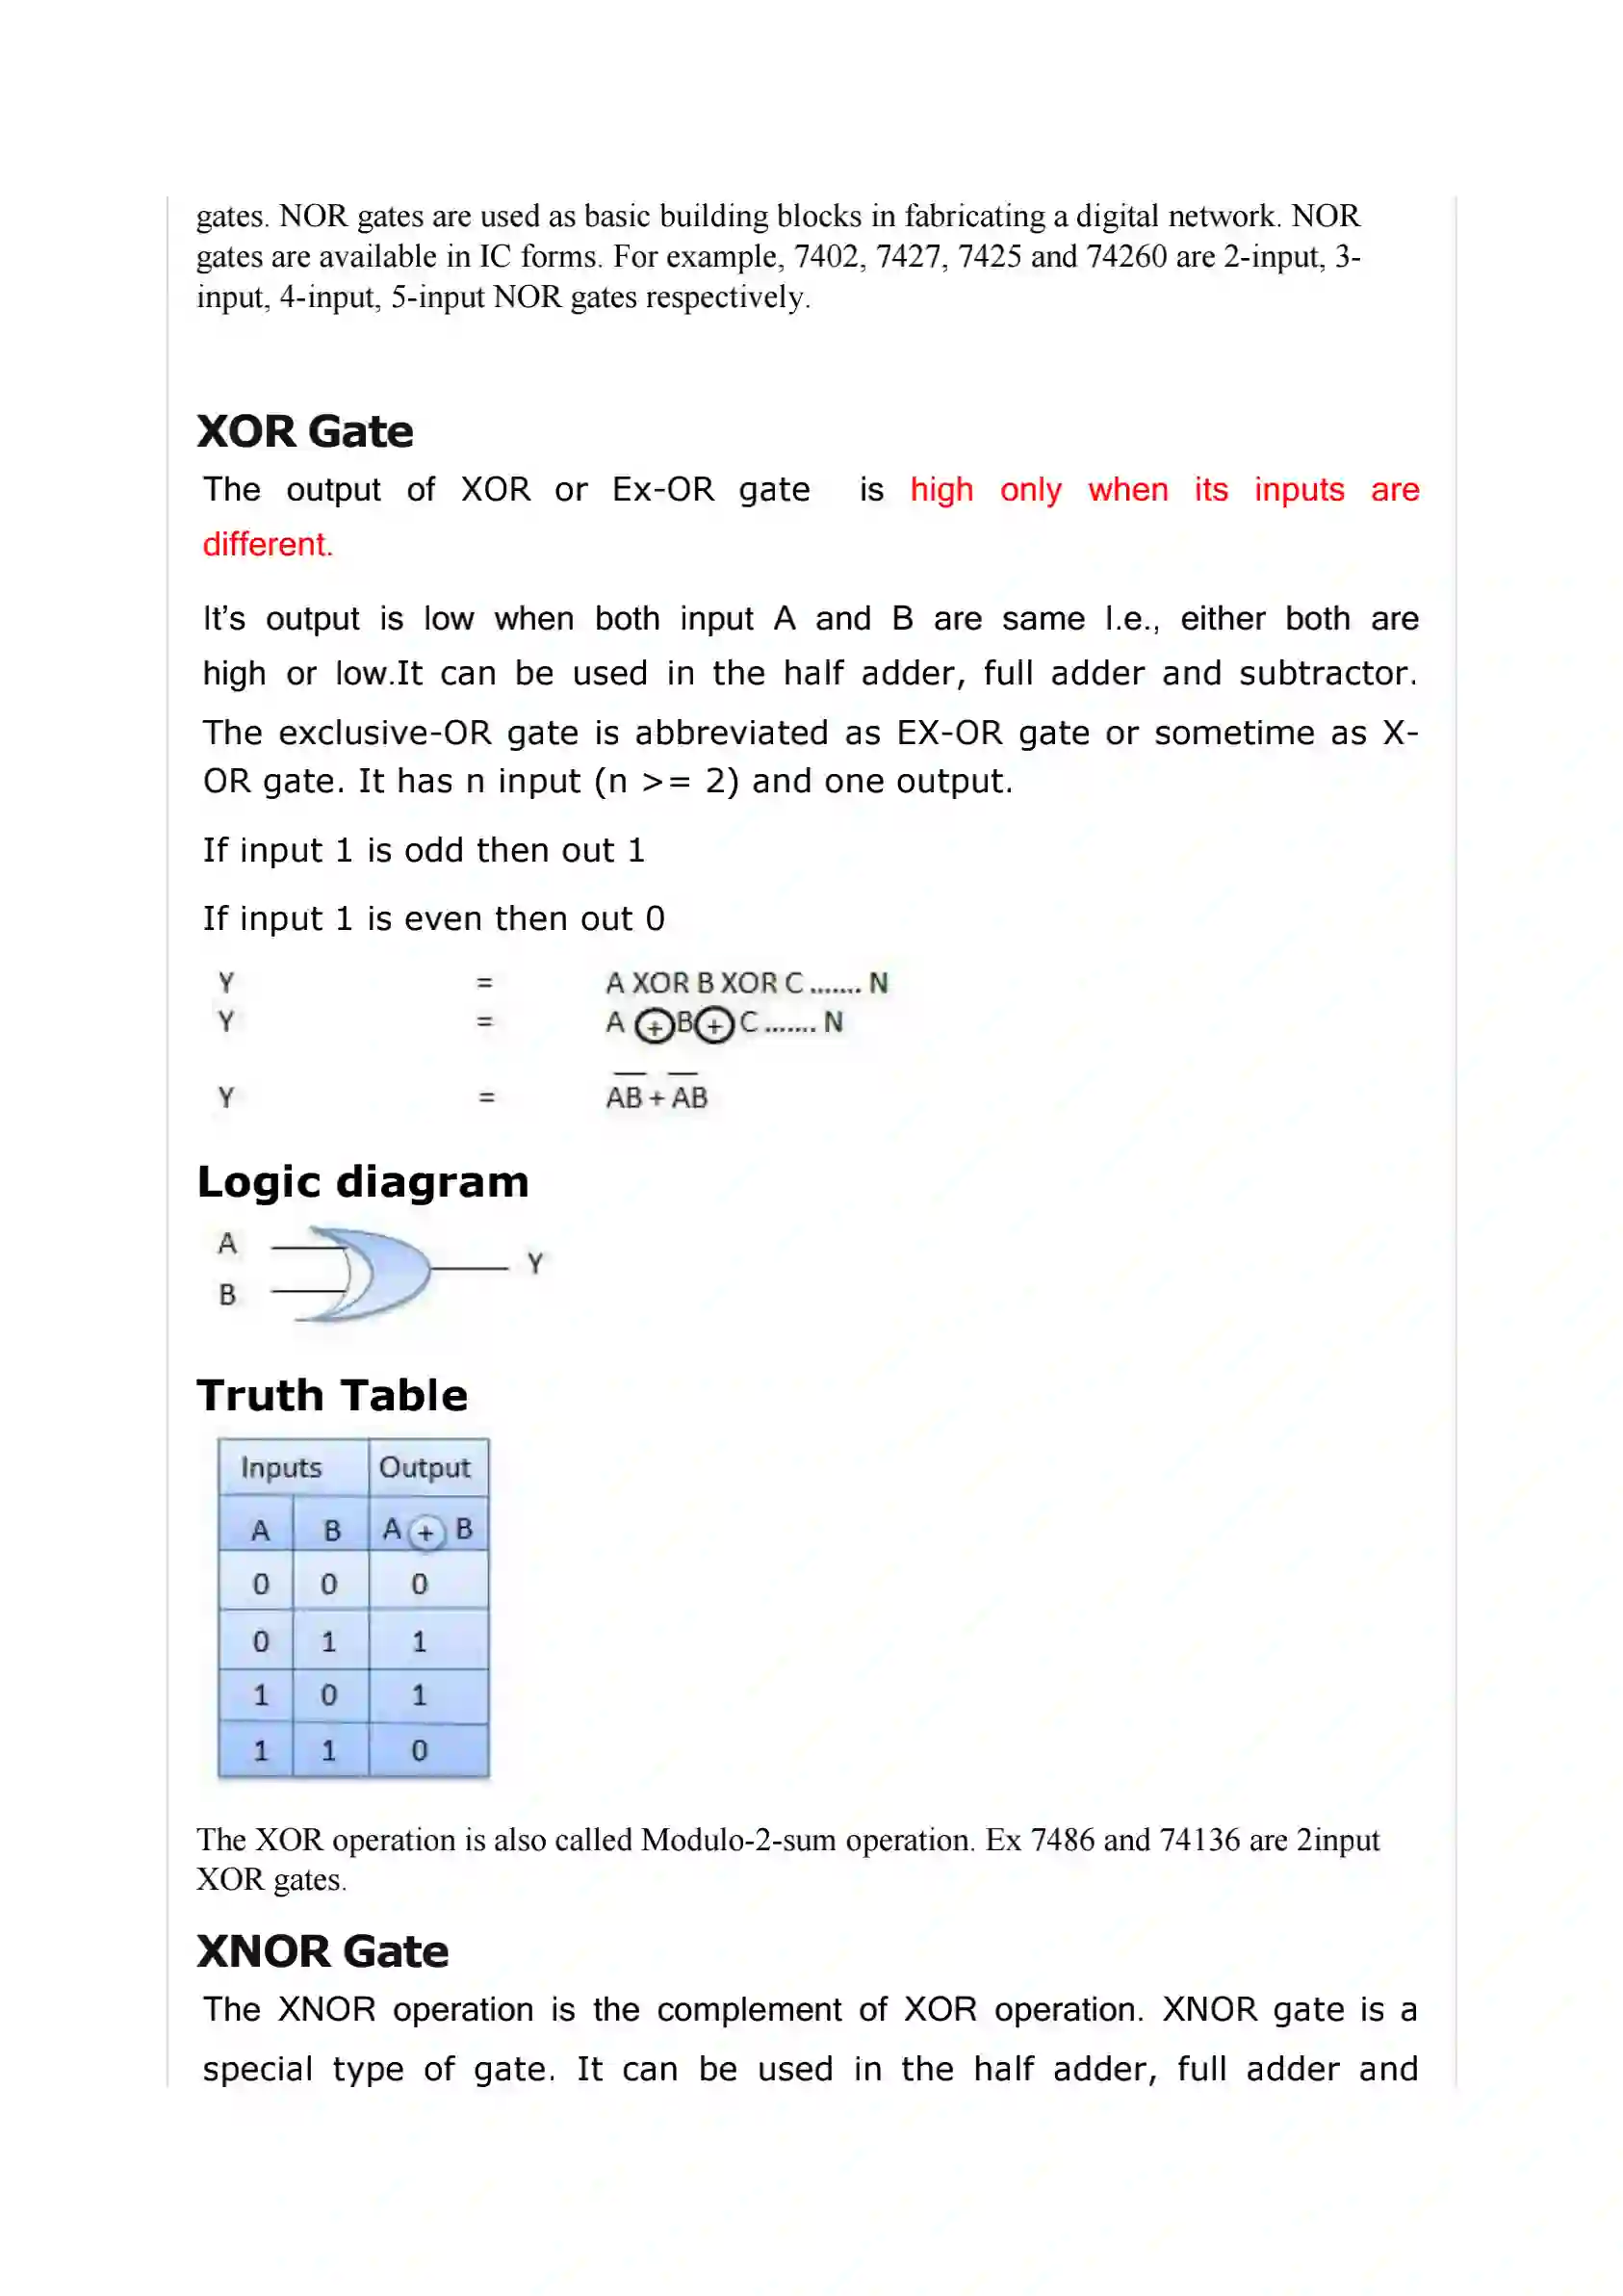 gates. NOR gates are used as basic building blocks in fabricating a digital network. NOR
gates are available in IC forms. For example, 7402, 7427, 7425 and 74260 are 2-input, 3-
input, 4-input, 5-input NOR gates respectively.
XOR Gate
The output of XOR or Ex-OR gate is high only when its inputs are
different.
It’s output is low when both input A and B are same I.e., either both are
high or low.It can be used in the half adder, full adder and subtractor.
The exclusive-OR gate is abbreviated as EX-OR gate or sometime as X-
OR gate. It has n input (n >= 2) and one output.
If input 1 is odd then out 1
If input 1 is even then out 0
Y = A XOR B XOR C ....... N
Y = A ⊕ B ⊕ C ....... N
Y = A̅B + A̅B
Logic diagram
A
Y
B
Truth Table
Inputs Output
A B A ⊕ B
0 0 0
0 1 1
1 0 1
1 1 0
The XOR operation is also called Modulo-2-sum operation. Ex 7486 and 74136 are 2input
XOR gates.
XNOR Gate
The XNOR operation is the complement of XOR operation. XNOR gate is a
special type of gate. It can be used in the half adder, full adder and